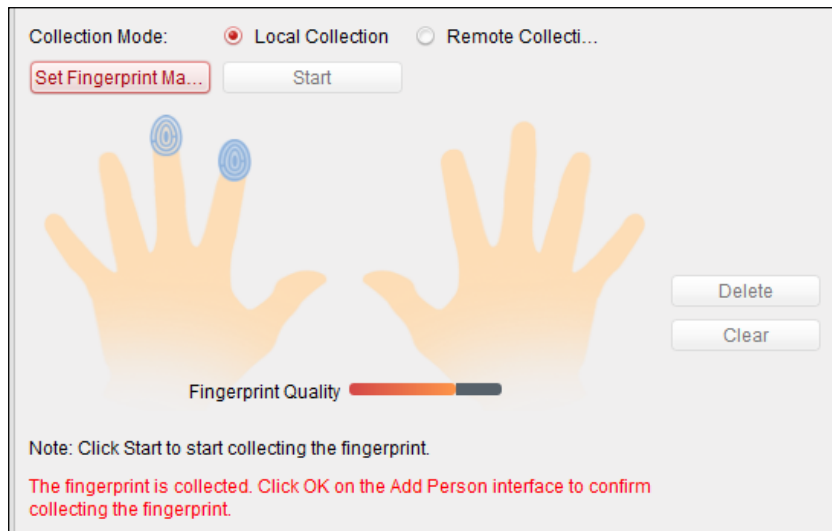 Collection Mode: Local Collection Remote Collecti...
Set Fingerprint Ma... Start
Delete
Clear
Fingerprint Quality
Note: Click Start to start collecting the fingerprint.
The fingerprint is collected. Click OK on the Add Person interface to confirm
collecting the fingerprint.